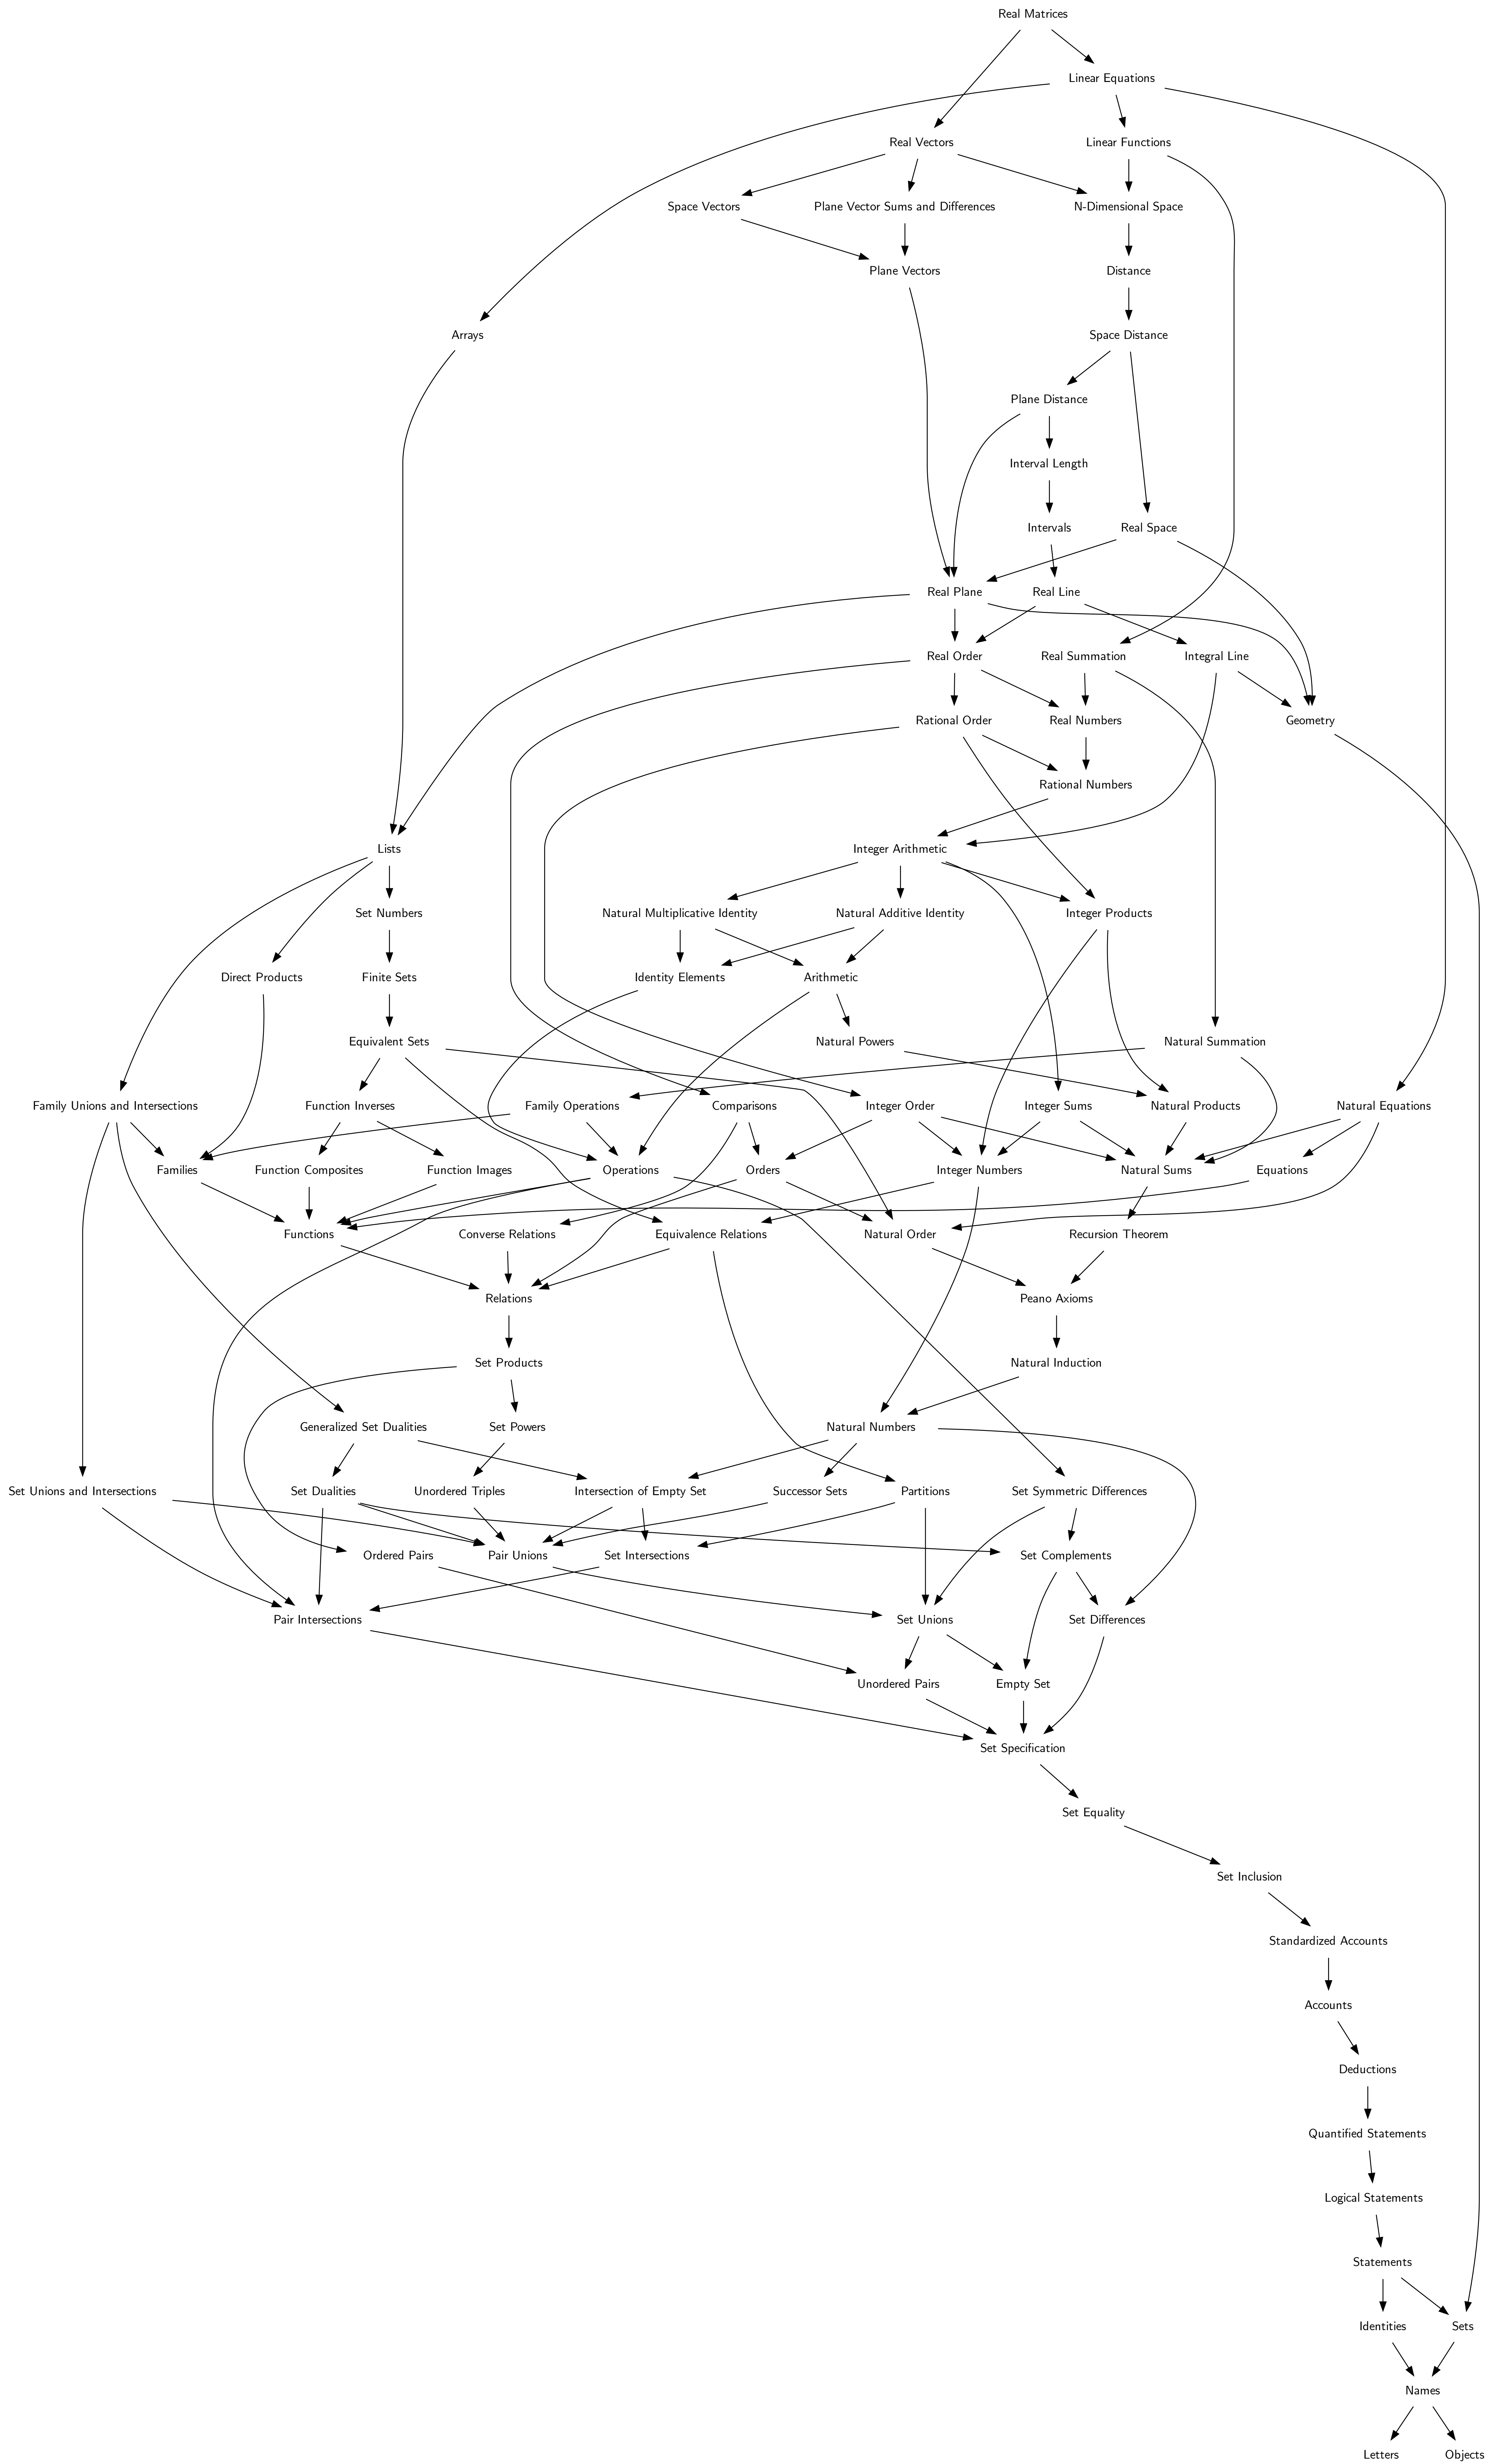 Real Matrices
Linear Equations
Real Vectors
Linear Functions
Space Vectors
Plane Vector Sums and Differences
N-Dimensional Space
Plane Vectors
Distance
Arrays
Space Distance
Plane Distance
Interval Length
Intervals
Real Space
Real Plane
Real Line
Real Order
Real Summation
Integral Line
Rational Order
Real Numbers
Geometry
Rational Numbers
Lists
Integer Arithmetic
Set Numbers
Natural Multiplicative Identity
Natural Additive Identity
Integer Products
Direct Products
Finite Sets
Identity Elements
Arithmetic
Equivalent Sets
Natural Powers
Natural Summation
Family Unions and Intersections
Function Inverses
Family Operations
Comparisons
Integer Order
Integer Sums
Natural Products
Natural Equations
Families
Function Composites
Function Images
Operations
Orders
Integer Numbers
Natural Sums
Equations
Functions
Converse Relations
Equivalence Relations
Natural Order
Recursion Theorem
Relations
Peano Axioms
Set Products
Natural Induction
Generalized Set Dualities
Set Powers
Natural Numbers
Set Unions and Intersections
Set Dualities
Unordered Triples
Intersection of Empty Set
Successor Sets
Partitions
Set Symmetric Differences
Ordered Pairs
Pair Unions
Set Intersections
Set Complements
Pair Intersections
Set Unions
Set Differences
Unordered Pairs
Empty Set
Set Specification
Set Equality
Set Inclusion
Standardized Accounts
Accounts
Deductions
Quantified Statements
Logical Statements
Statements
Identities
Sets
Names
Letters
Objects